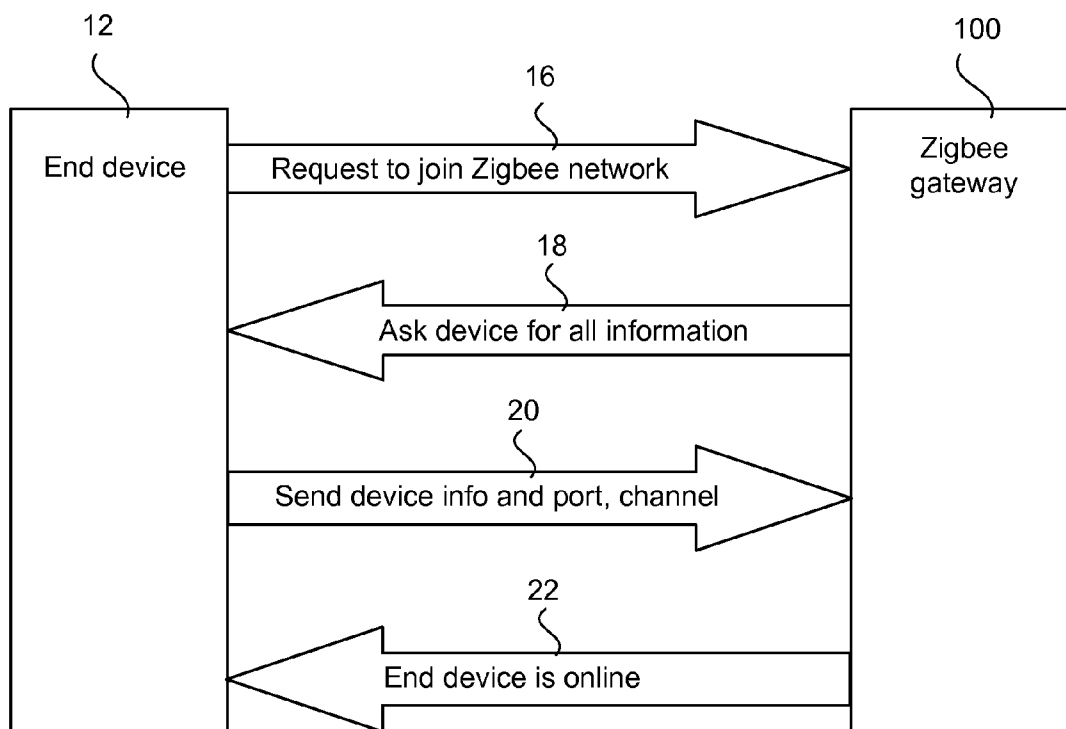 12
100
16
End device
Request to join Zigbee network
Zigbee
gateway
18
Ask device for all information
20
Send device info and port, channel
22
End device is online